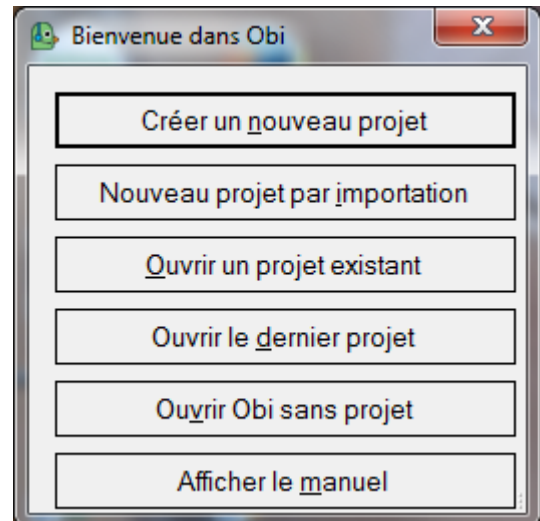 Bienvenue dans Obi
Créer un nouveau projet
Nouveau projet par importation
Ouvrir un projet existant
Ouvrir le dernier projet
Ouvrir Obi sans projet
Afficher le manuel